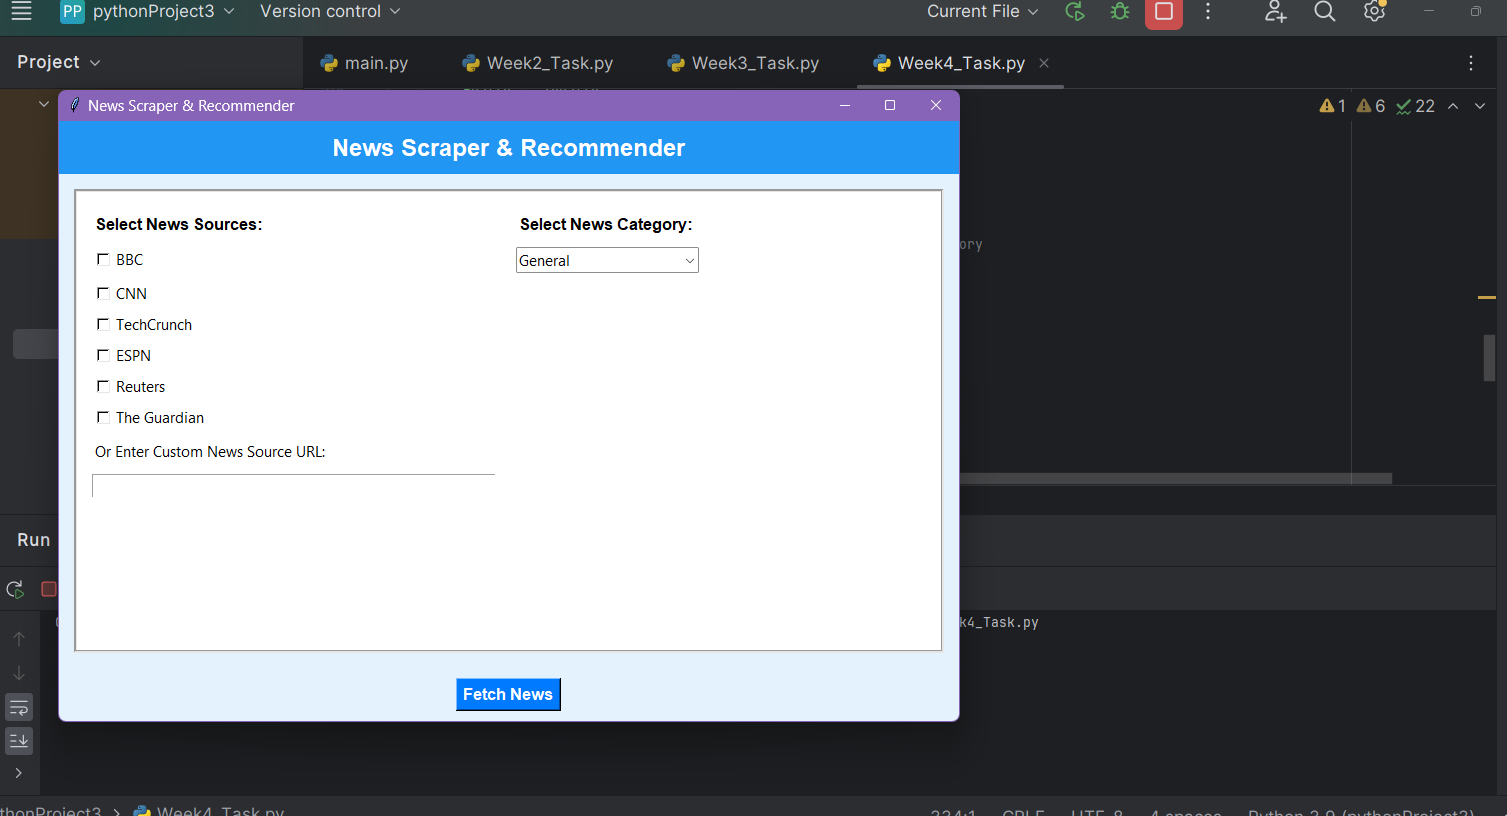 PP pythonProject3 Version control Current File
Project main.py Week2_Task.py Week3_Task.py Week4_Task.py
News Scraper & Recommender
1 6 22
News Scraper & Recommender
Select News Sources: Select News Category:
BBC General
CNN
TechCrunch
ESPN
Reuters
The Guardian
Or Enter Custom News Source URL:
ory
Run
k4_Task.py
Fetch News
thonProject3 Week4_Task.py 224:1 CRLF UTF-8 4 spaces Python 3.9 (pythonProject3)